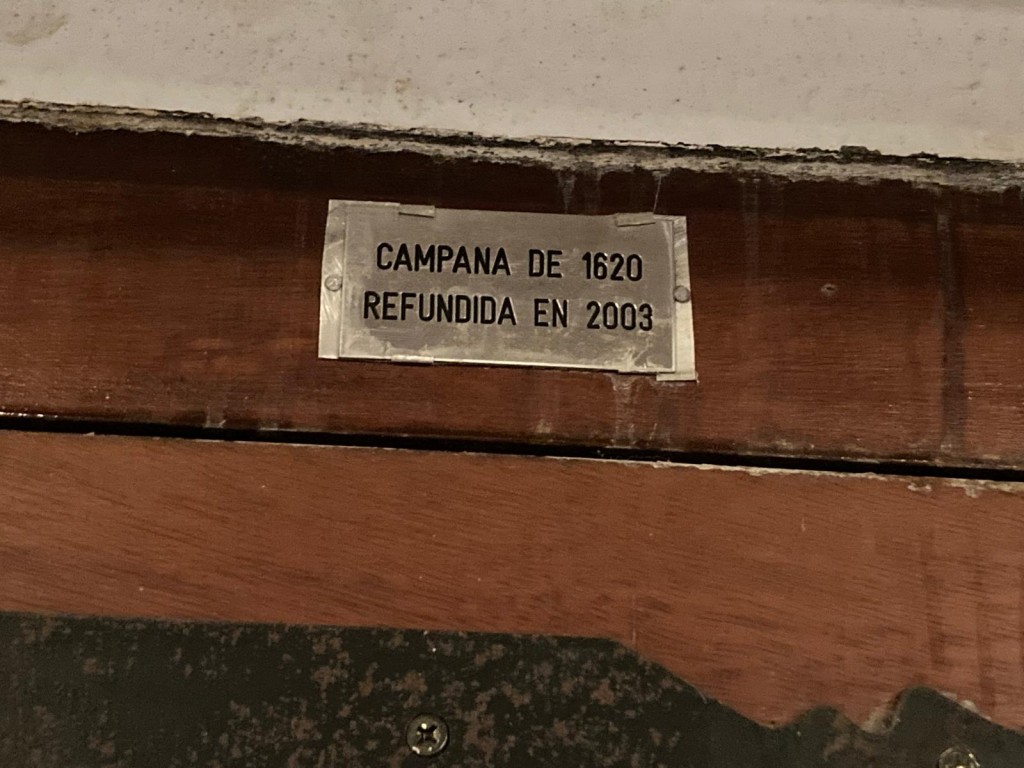 CAMPANA DE 1620
REFUNDIDA EN 2003